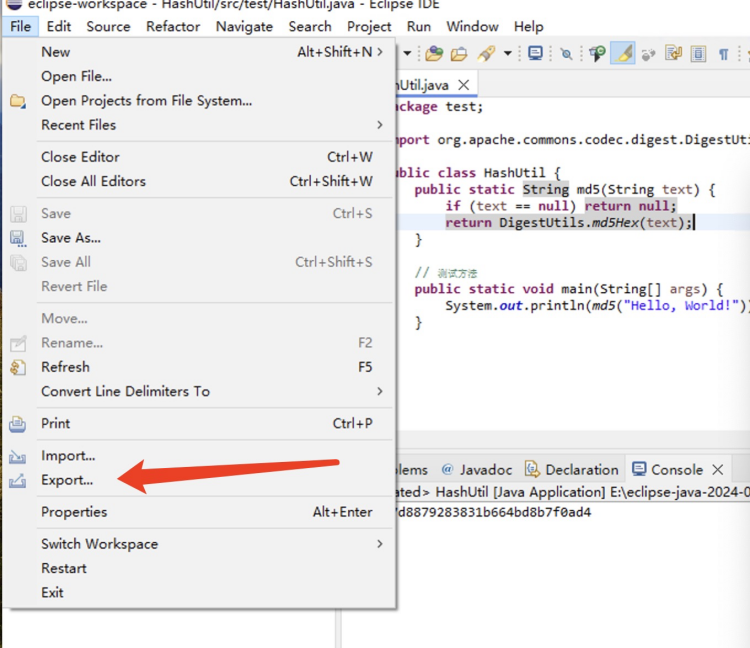 eclipse-workspace - HashUtil/src/test/HashUtil.java - Eclipse IDE
File Edit Source Refactor Navigate Search Project Run Window Help
New Alt+Shift+N >
Open File...
Open Projects from File System...
Recent Files >
Close Editor Ctrl+W
Close All Editors Ctrl+Shift+W
Save Ctrl+S
Save As...
Save All Ctrl+Shift+S
Revert File
Move...
Rename... F2
Refresh F5
Convert Line Delimiters To >
Print Ctrl+P
Import...
Export...
Properties Alt+Enter
Switch Workspace >
Restart
Exit
hUtil.java
ackage test;
mport org.apache.commons.codec.digest.DigestUti
ublic class HashUtil {
public static String md5(String text) {
if (text == null) return null;
return DigestUtils.md5Hex(text);
}
// 测试方法
public static void main(String[] args) {
System.out.println(md5("Hello, World!"))
}
blems @ Javadoc Declaration Console
ated> HashUtil [Java Application] E:\eclipse-java-2024-0
d8879283831b664bd8b7f0ad4